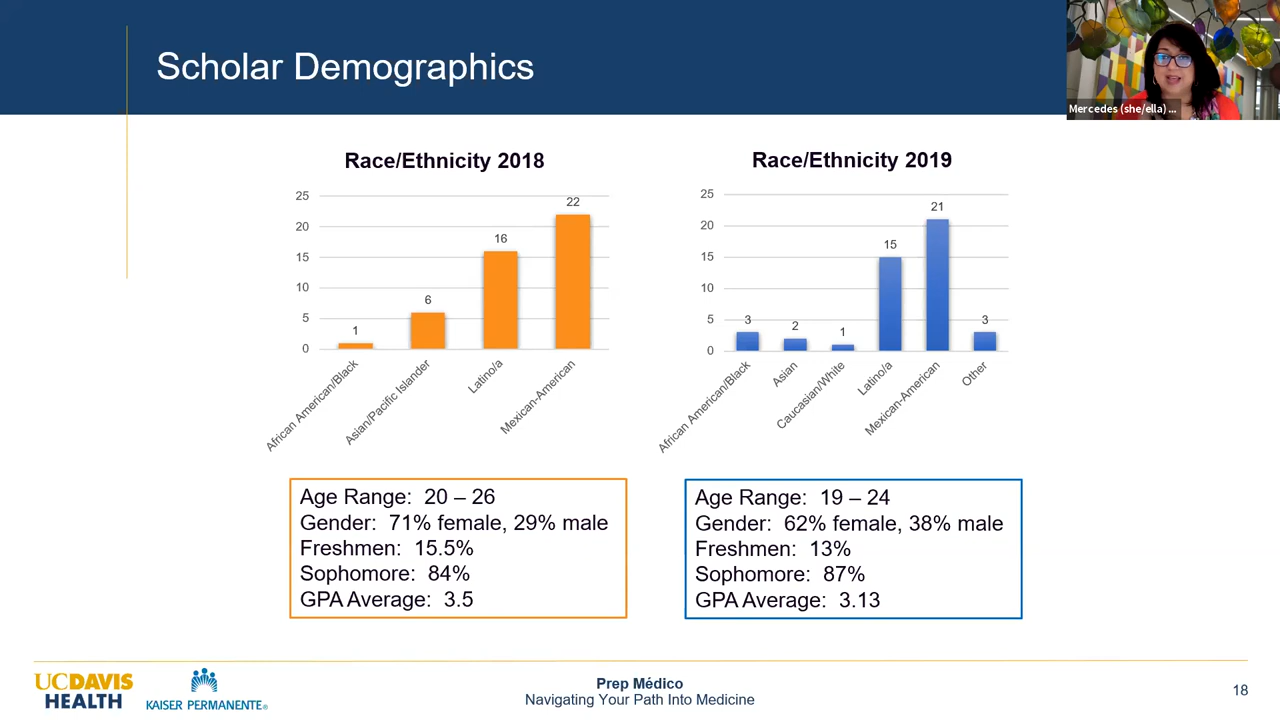 Scholar Demographics
Mercedes (she/ella) ...
Race/Ethnicity 2018
25
20
15
10
5
0
1
6
16
22
African American/Black
Asian/Pacific Islander
Latino/a
Mexican-American
Race/Ethnicity 2019
25
20
15
10
5
0
3
2
1
15
21
3
African American/Black
Asian
Caucasian/White
Latino/a
Mexican-American
Other
Age Range: 20 – 26
Gender: 71% female, 29% male
Freshmen: 15.5%
Sophomore: 84%
GPA Average: 3.5
Age Range: 19 – 24
Gender: 62% female, 38% male
Freshmen: 13%
Sophomore: 87%
GPA Average: 3.13
UCDAVIS
HEALTH
KAISER PERMANENTE®
Prep Médico
Navigating Your Path Into Medicine
18